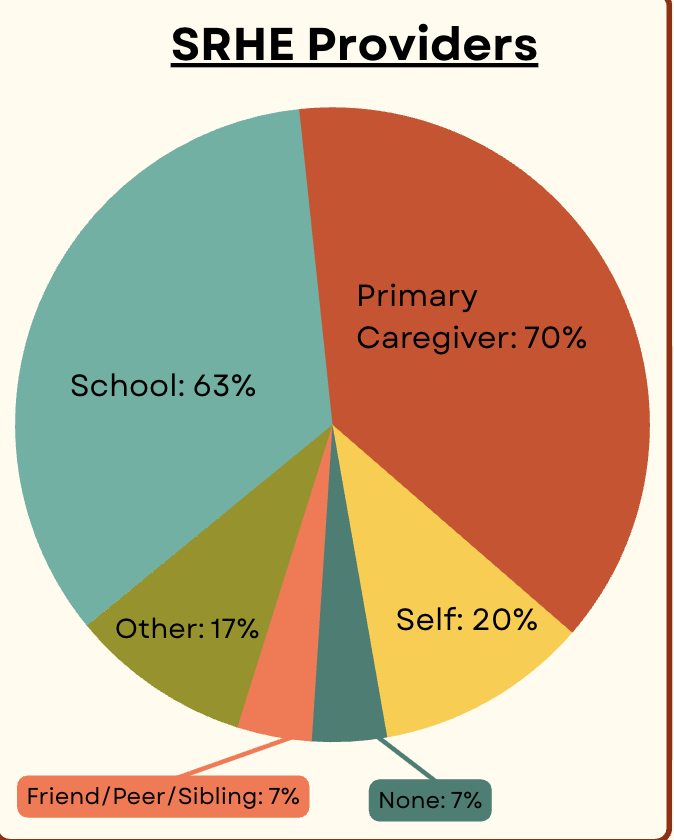 SRHE Providers
Primary
Caregiver: 70%
School: 63%
Self: 20%
Other: 17%
Friend/Peer/Sibling: 7%
None: 7%